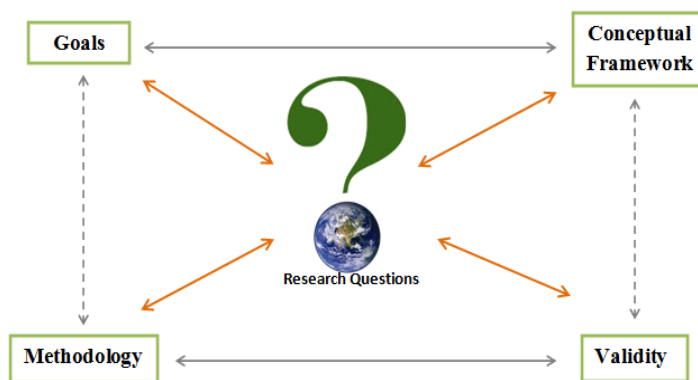 Goals
Conceptual
Framework
?
Research Questions
Methodology
Validity